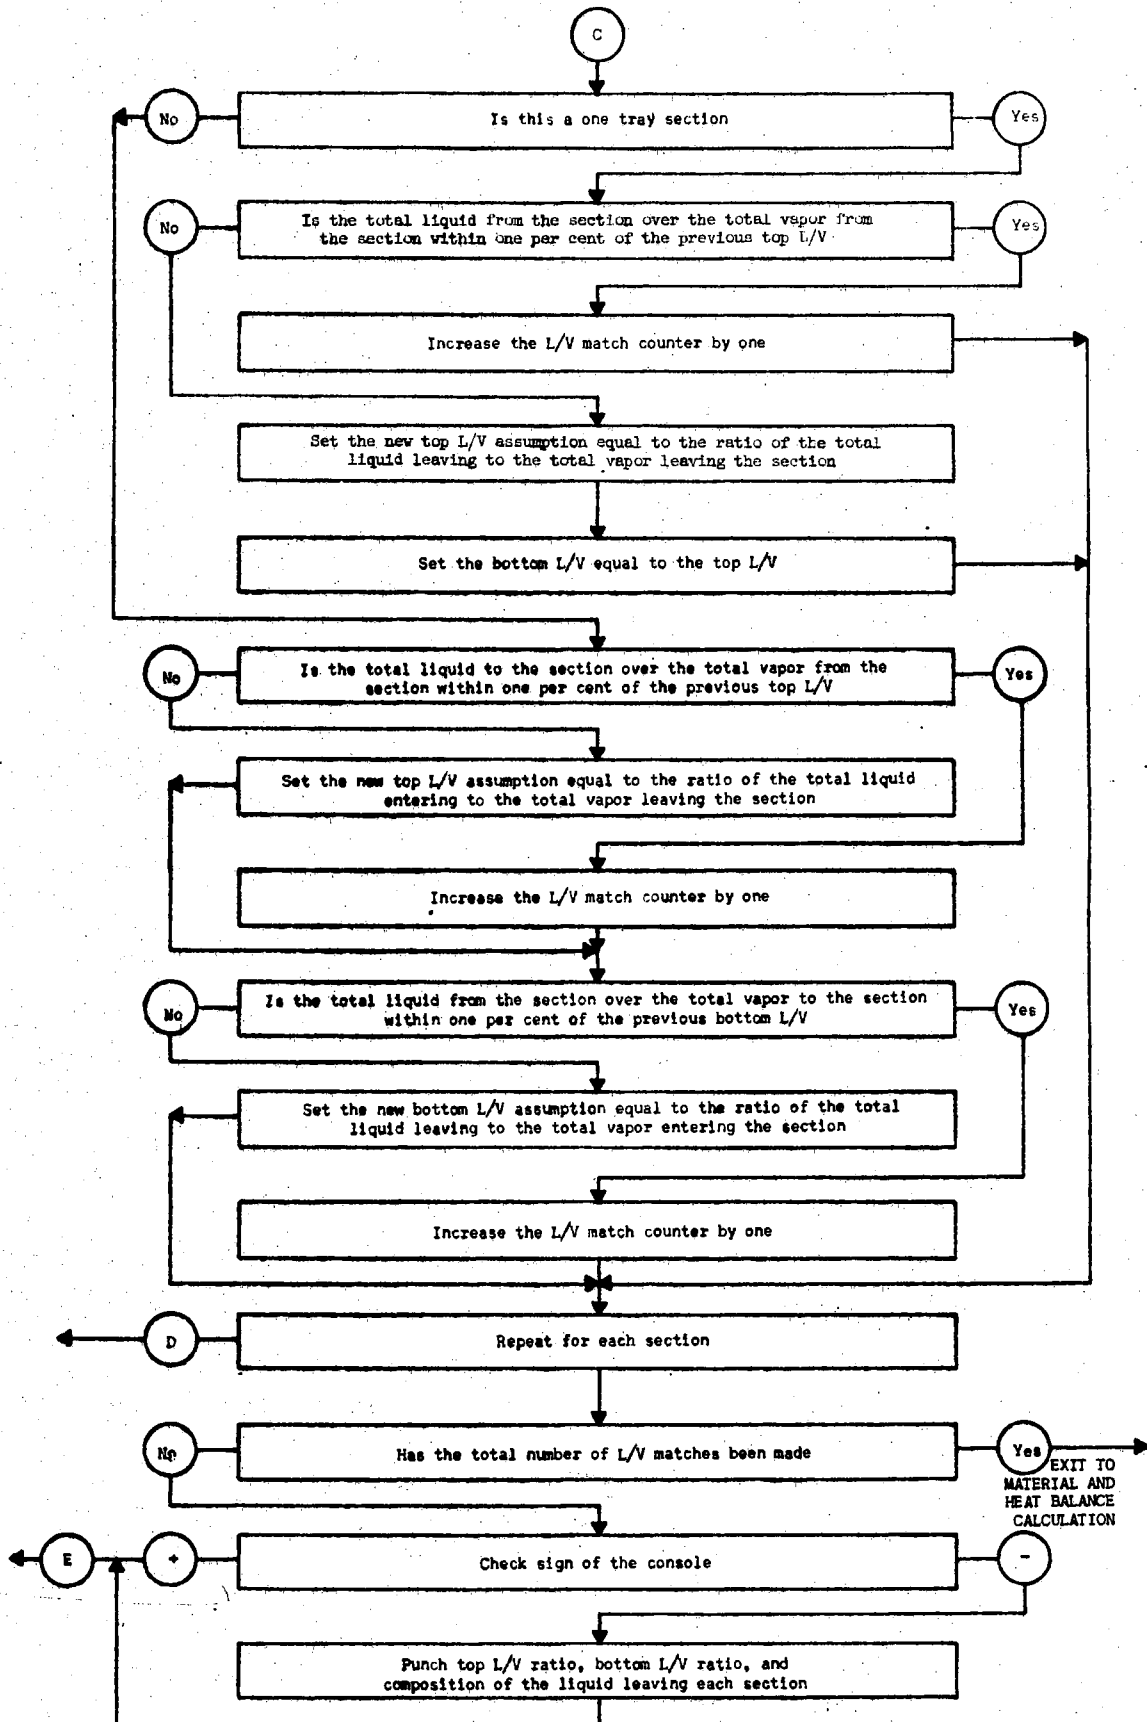 C
No
Is this a one tray section
Yes
No
Is the total liquid from the section over the total vapor from
the section within one per cent of the previous top L/V
Yes
Increase the L/V match counter by one
Set the new top L/V assumption equal to the ratio of the total
liquid leaving to the total vapor leaving the section
Set the bottom L/V equal to the top L/V
No
Is the total liquid to the section over the total vapor from the
section within one per cent of the previous top L/V
Yes
Set the new top L/V assumption equal to the ratio of the total liquid
entering to the total vapor leaving the section
Increase the L/V match counter by one
No
Is the total liquid from the section over the total vapor to the section
within one per cent of the previous bottom L/V
Yes
Set the new bottom L/V assumption equal to the ratio of the total
liquid leaving to the total vapor entering the section
Increase the L/V match counter by one
D
Repeat for each section
No
Has the total number of L/V matches been made
Yes
EXIT TO
MATERIAL AND
HEAT BALANCE
CALCULATION
E
+
Check sign of the console
-
Punch top L/V ratio, bottom L/V ratio, and
composition of the liquid leaving each section